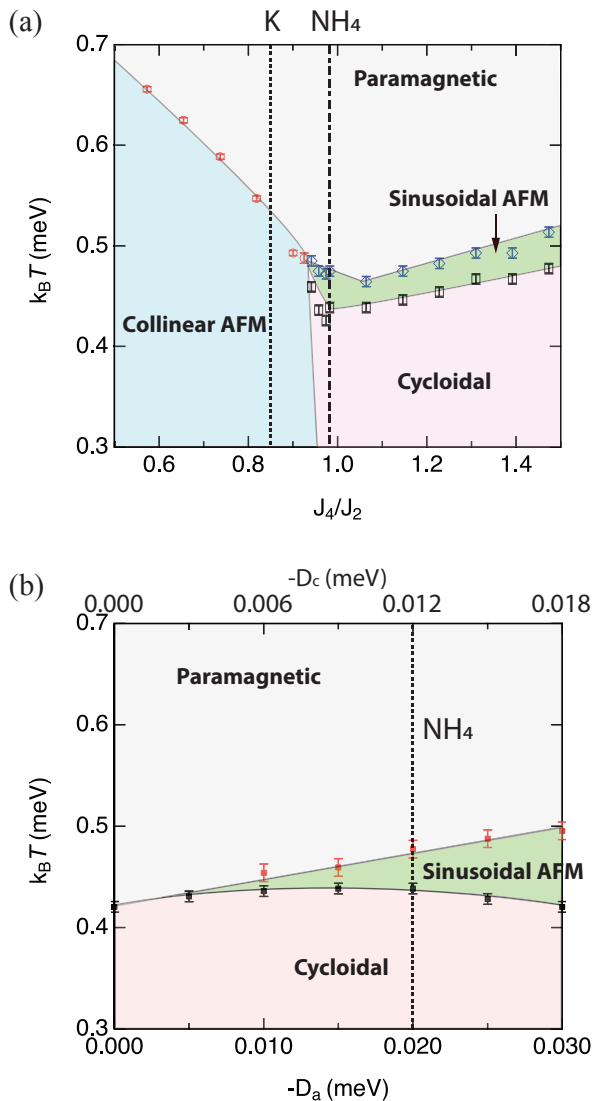 (a)
K
NH₄
0.7
0.6
0.5
0.4
0.3
k_B T (meV)
Paramagnetic
Sinusoidal AFM
Collinear AFM
Cycloidal
0.6 0.8 1.0 1.2 1.4
J₄/J₂
(b)
-Dc (meV)
0.000 0.006 0.012 0.018
0.7
0.6
0.5
0.4
0.3
k_B T (meV)
Paramagnetic
NH₄
Sinusoidal AFM
Cycloidal
0.000 0.010 0.020 0.030
-Da (meV)